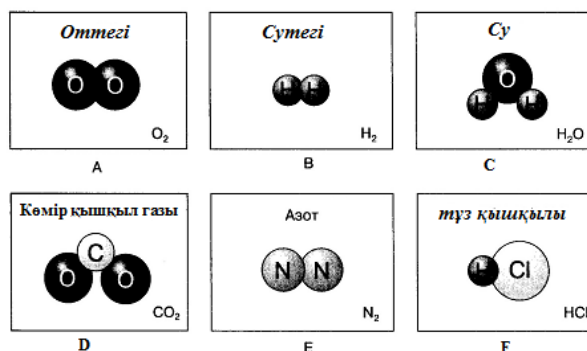 Оттегі
O O
O₂
A
Сутегі
H H
H₂
B
Су
O
H H
H₂O
C
Көмір қышқыл газы
C
O O
CO₂
D
Азот
N N
N₂
E
тұз қышқылы
H Cl
HCl
F